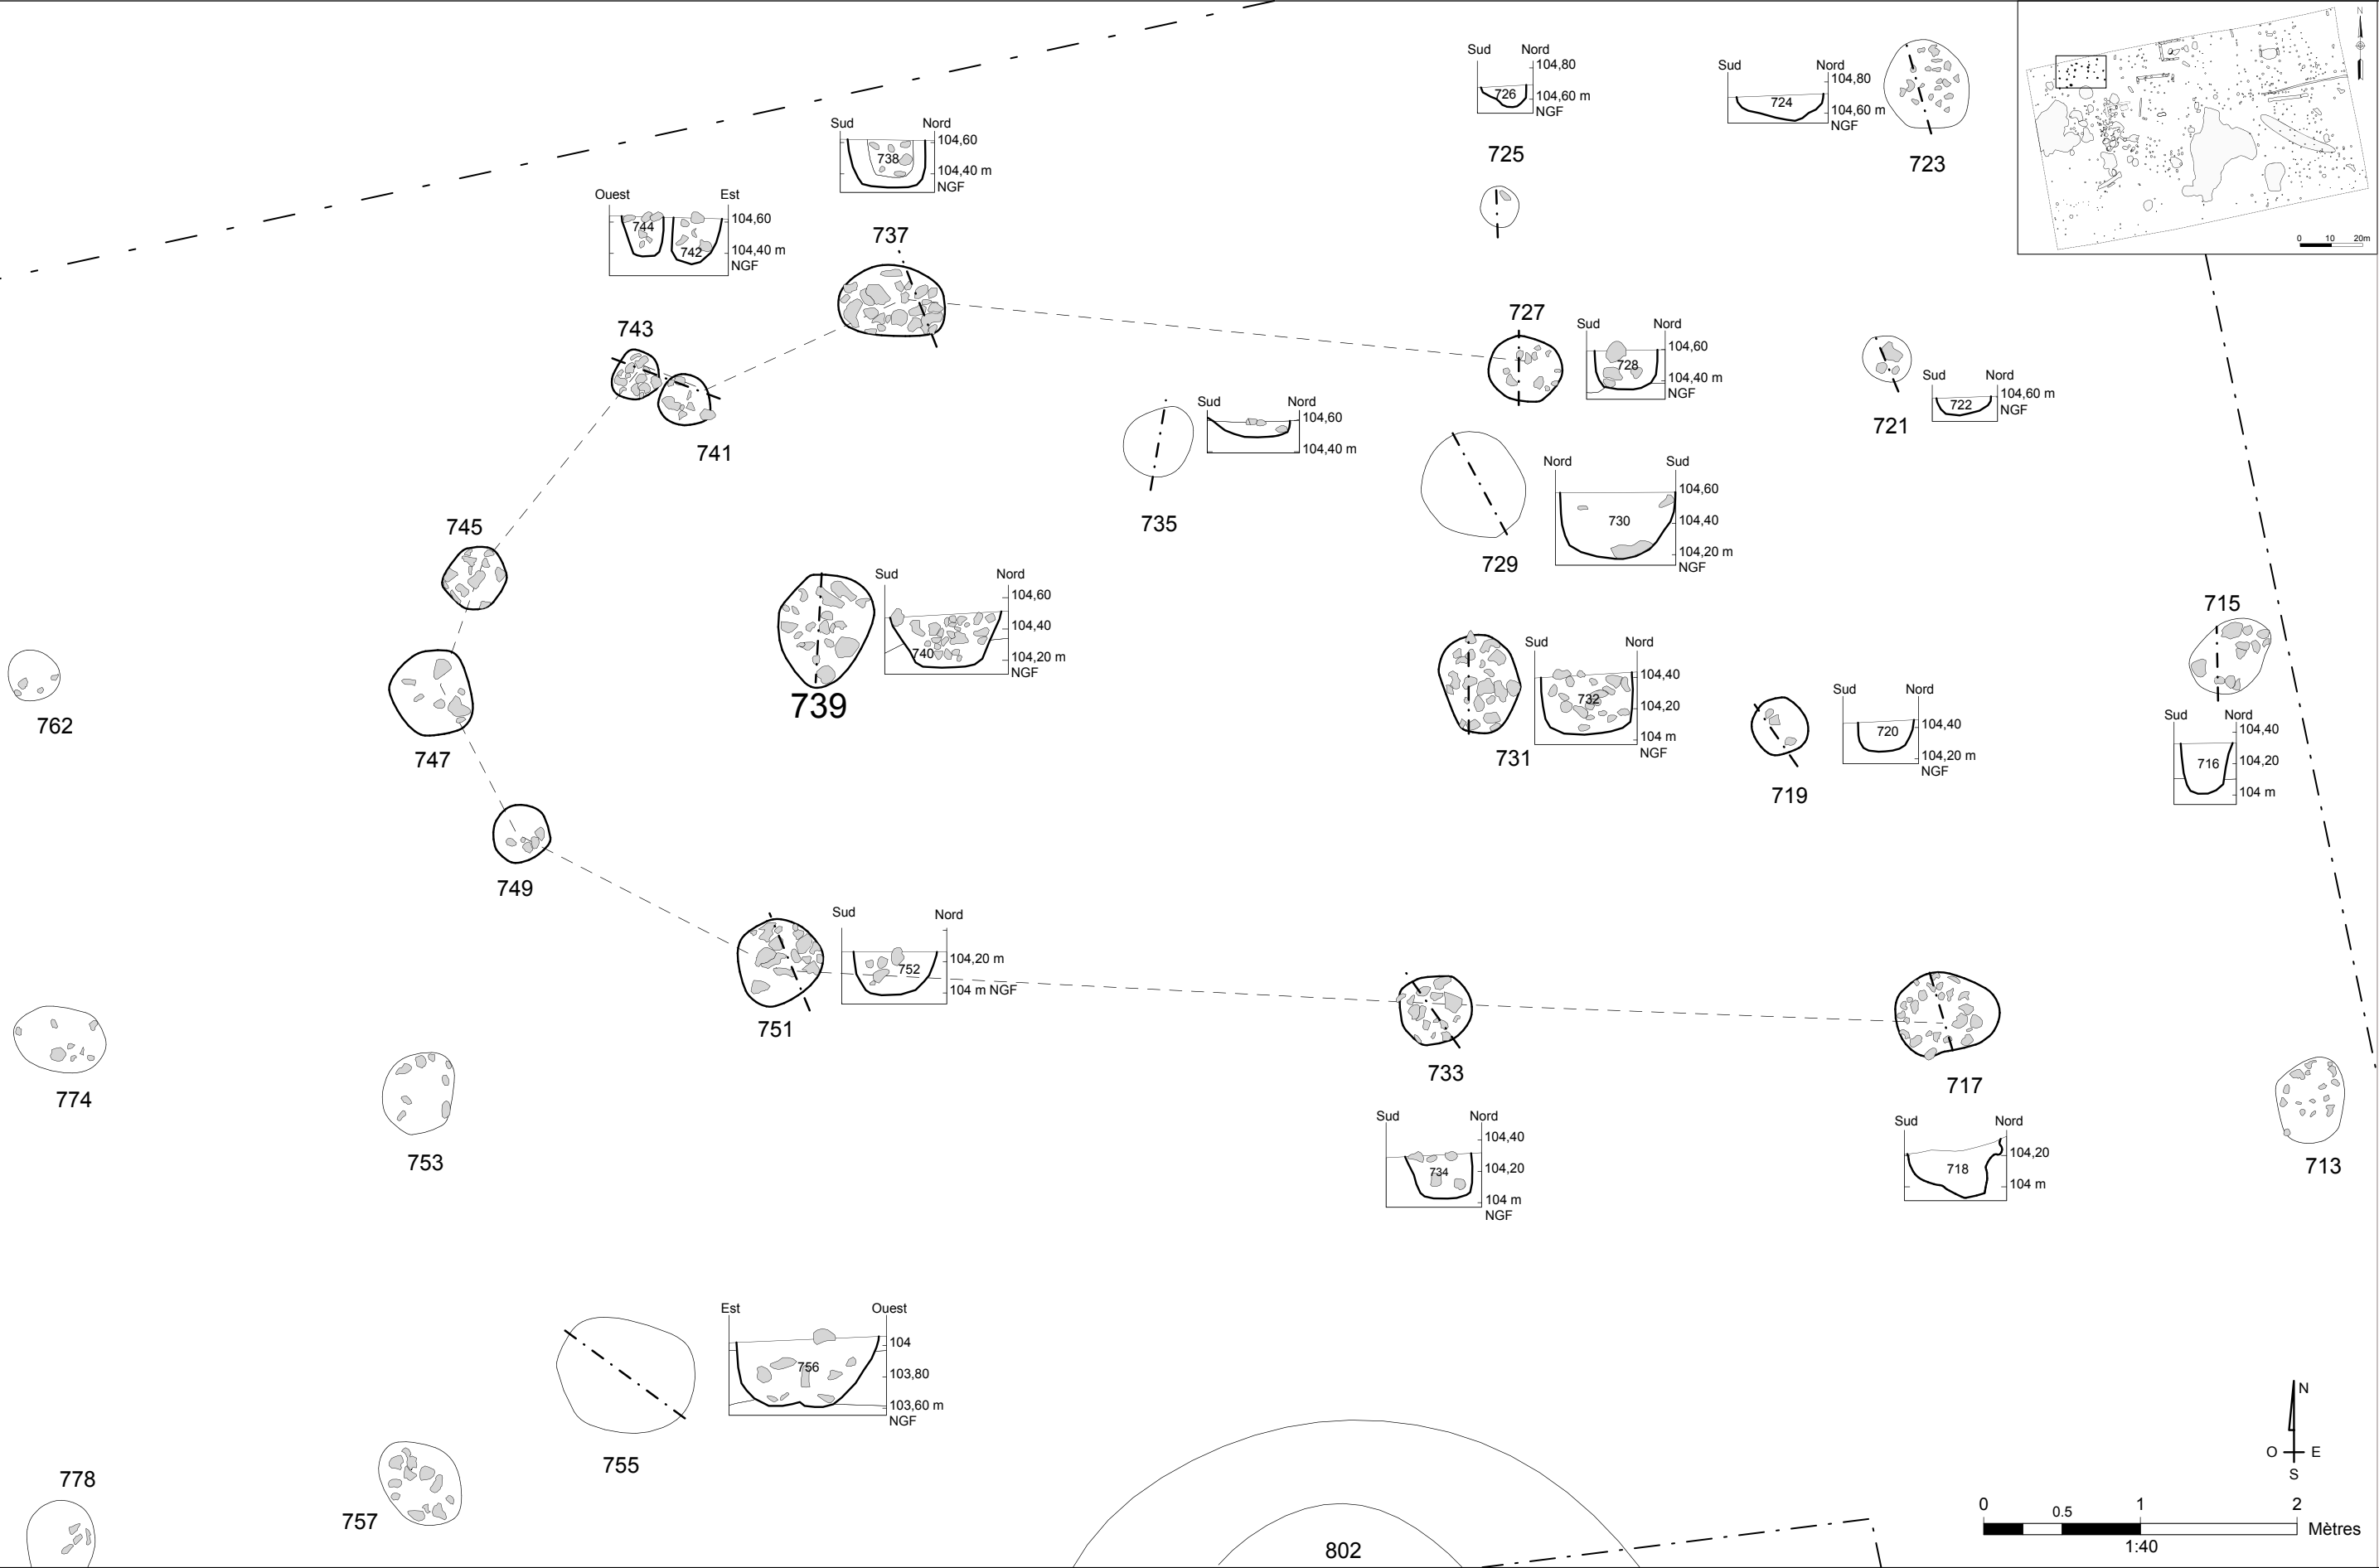 Sud Nord
104,80
726
104,60 m
NGF
725
Sud Nord
104,80
724
104,60 m
NGF
723
N
0 10 20m
Sud Nord
104,60
738
104,40 m
NGF
737
Ouest Est
104,60
744
742
104,40 m
NGF
743
741
727
Sud Nord
104,60
728
104,40 m
NGF
721
Sud Nord
104,60 m
722
NGF
735
Sud Nord
104,60
104,40 m
729
Nord Sud
104,60
730
104,40
104,20 m
NGF
745
747
749
762
739
Sud Nord
104,60
104,40
740
104,20 m
NGF
731
Sud Nord
104,40
732
104,20
104 m
NGF
719
Sud Nord
104,40
720
104,20 m
NGF
715
Sud Nord
104,40
716
104,20
104 m
751
Sud Nord
104,20 m
752
104 m NGF
733
Sud Nord
104,40
734
104,20
104 m
NGF
717
Sud Nord
104,20
718
104 m
713
774
753
755
Est Ouest
104
756
103,80
103,60 m
NGF
778
757
802
N
O E
S
0 0.5 1 2
Mètres
1:40